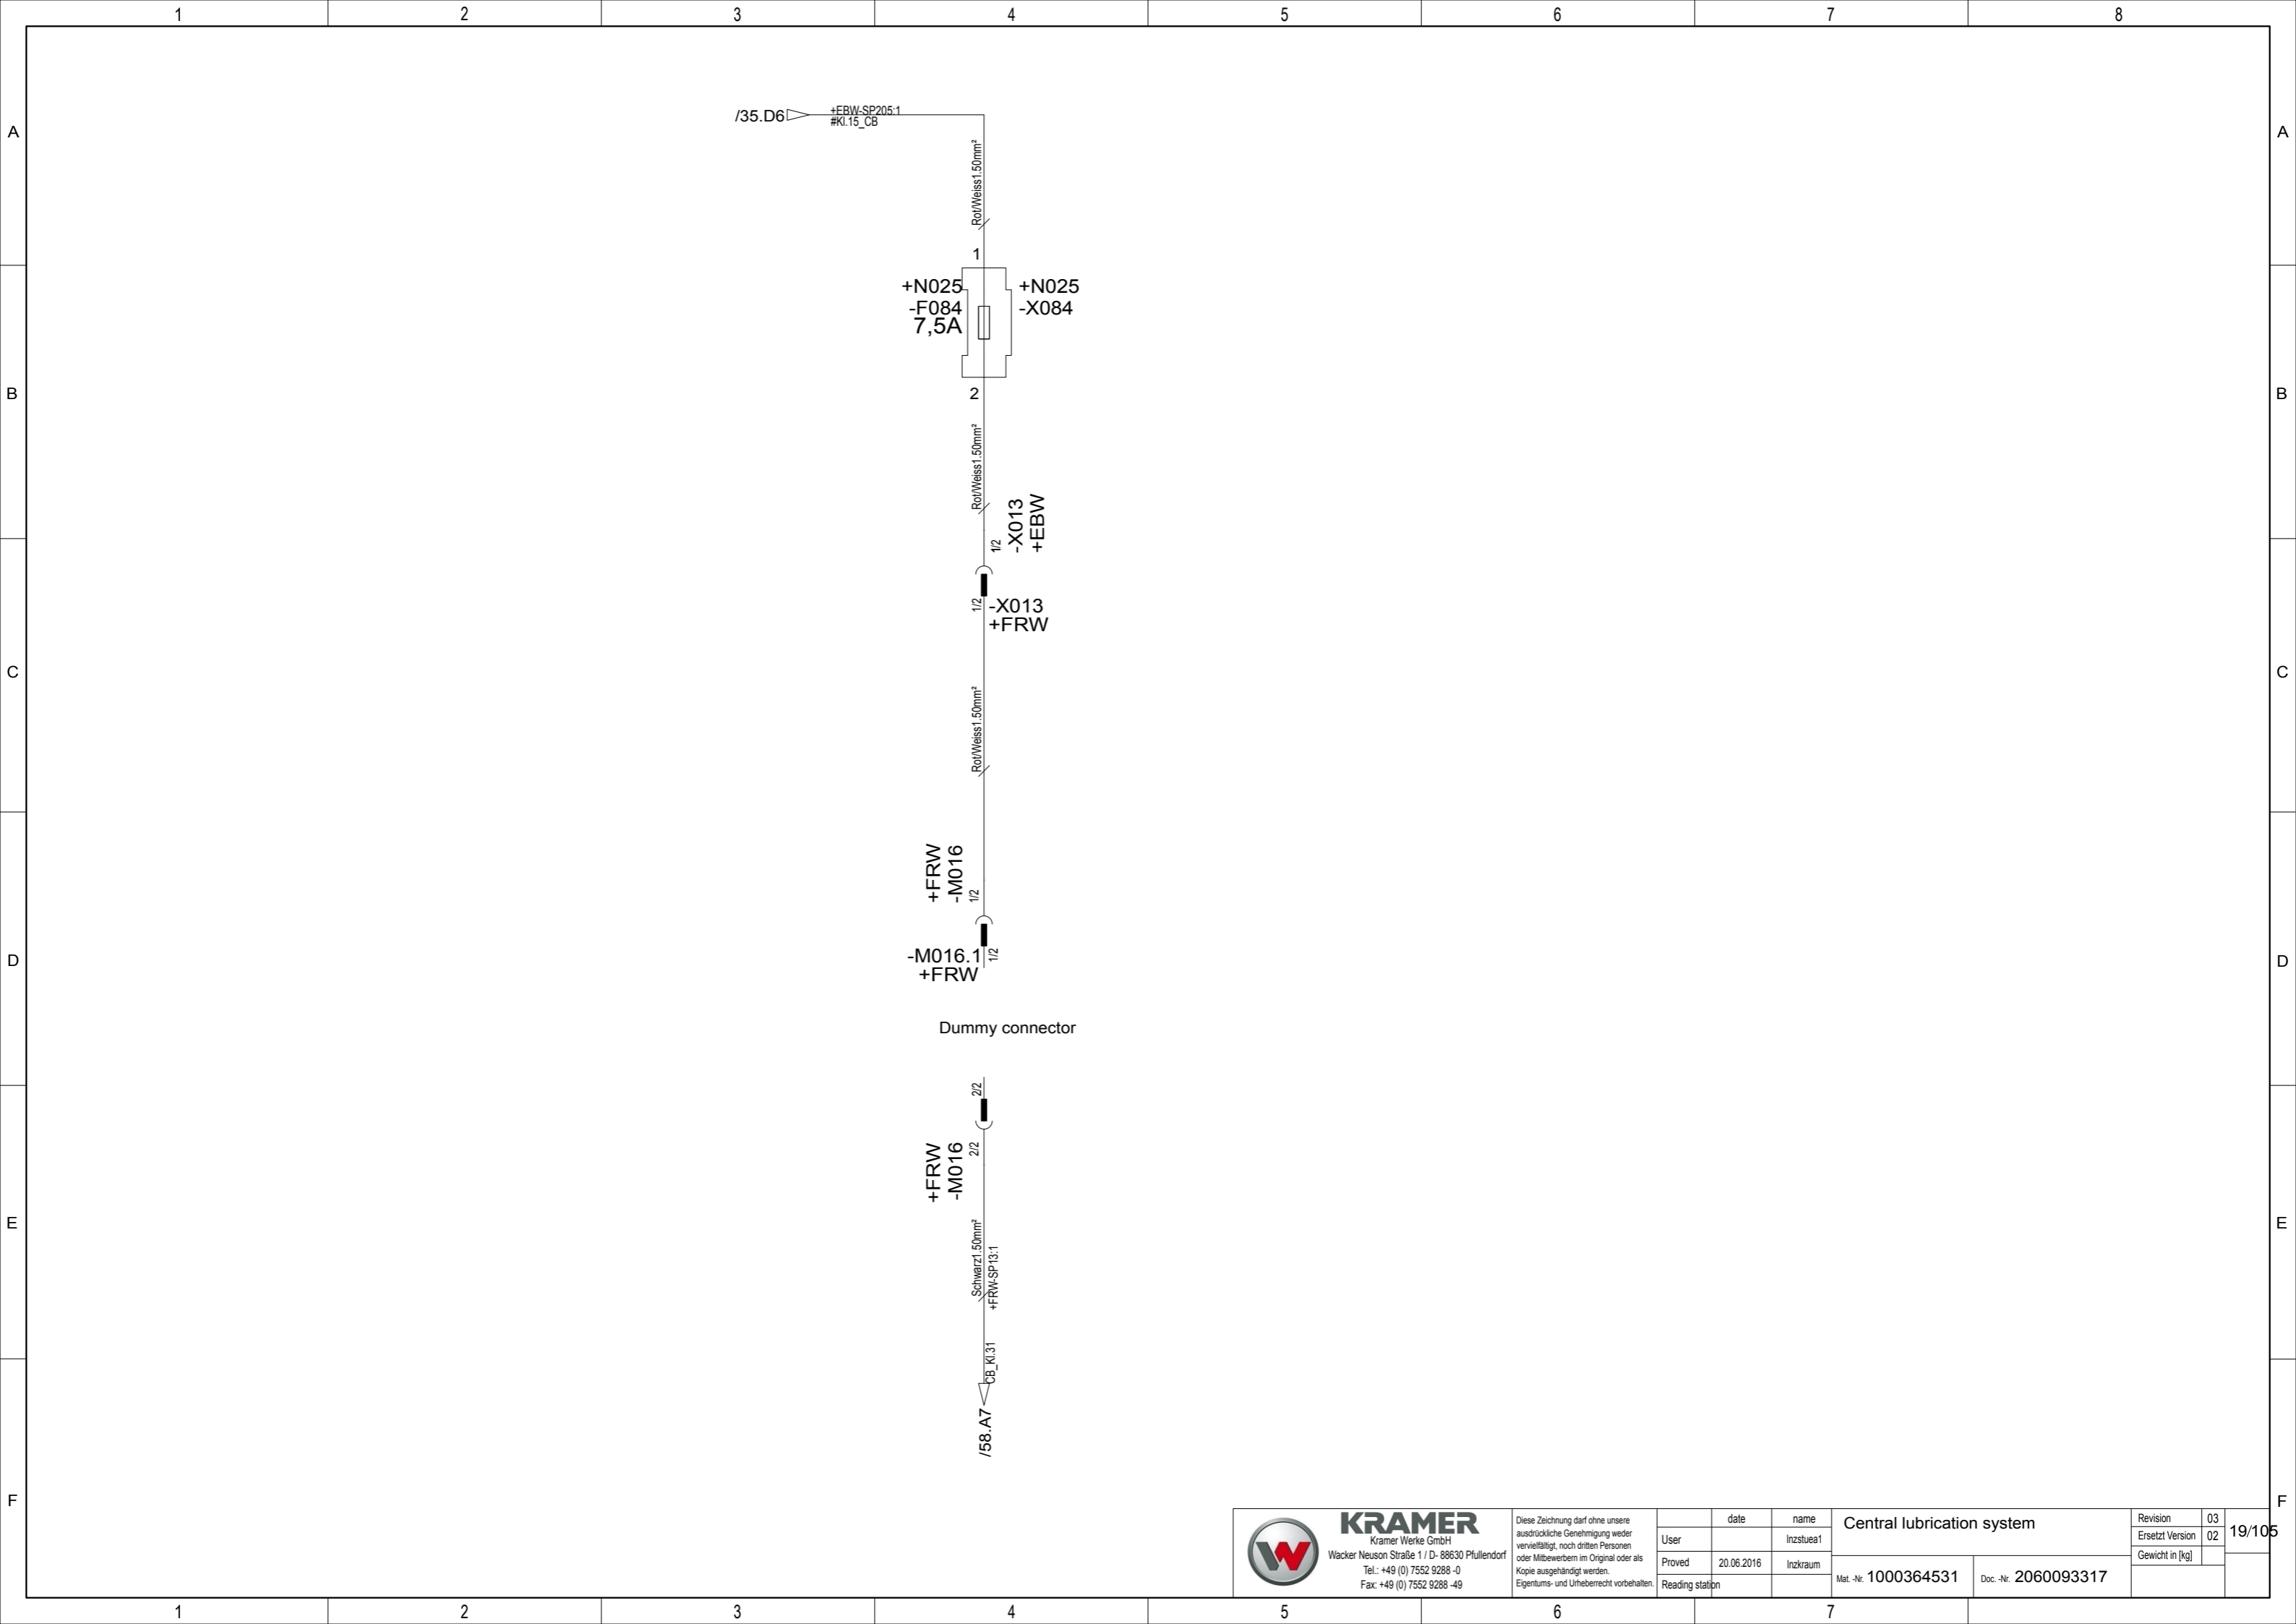 1 2 3 4 5 6 7 8
A A
/35.D6
+EBW-SP205:1
#Kl.15_CB
Rot/Weiss1.50mm²
1
+N025
-F084
7,5A
+N025
-X084
2
B B
Rot/Weiss1.50mm²
1/2
-X013
+EBW
1/2
-X013
+FRW
C C
Rot/Weiss1.50mm²
+FRW
-M016
1/2
-M016.1
+FRW
1/2
D D
Dummy connector
2/2
+FRW
-M016
2/2
E E
Schwarz1.50mm²
+FRW-SP13:1
CB_Kl.31
/58.A7
F F
KRAMER
Kramer Werke GmbH
Wacker Neuson Straße 1 / D- 88630 Pfullendorf
Tel.: +49 (0) 7552 9288 -0
Fax: +49 (0) 7552 9288 -49
Diese Zeichnung darf ohne unsere
ausdrückliche Genehmigung weder
vervielfältigt, noch dritten Personen
oder Mitbewerbern im Original oder als
Kopie ausgehändigt werden.
Eigentums- und Urheberrecht vorbehalten.
date name
User lnzstuea1
Proved 20.06.2016 lnzkraum
Reading station
Central lubrication system
Mat. -Nr. 1000364531
Doc. -Nr. 2060093317
Revision 03
Ersetzt Version 02
Gewicht in [kg]
19/105
1 2 3 4 5 6 7